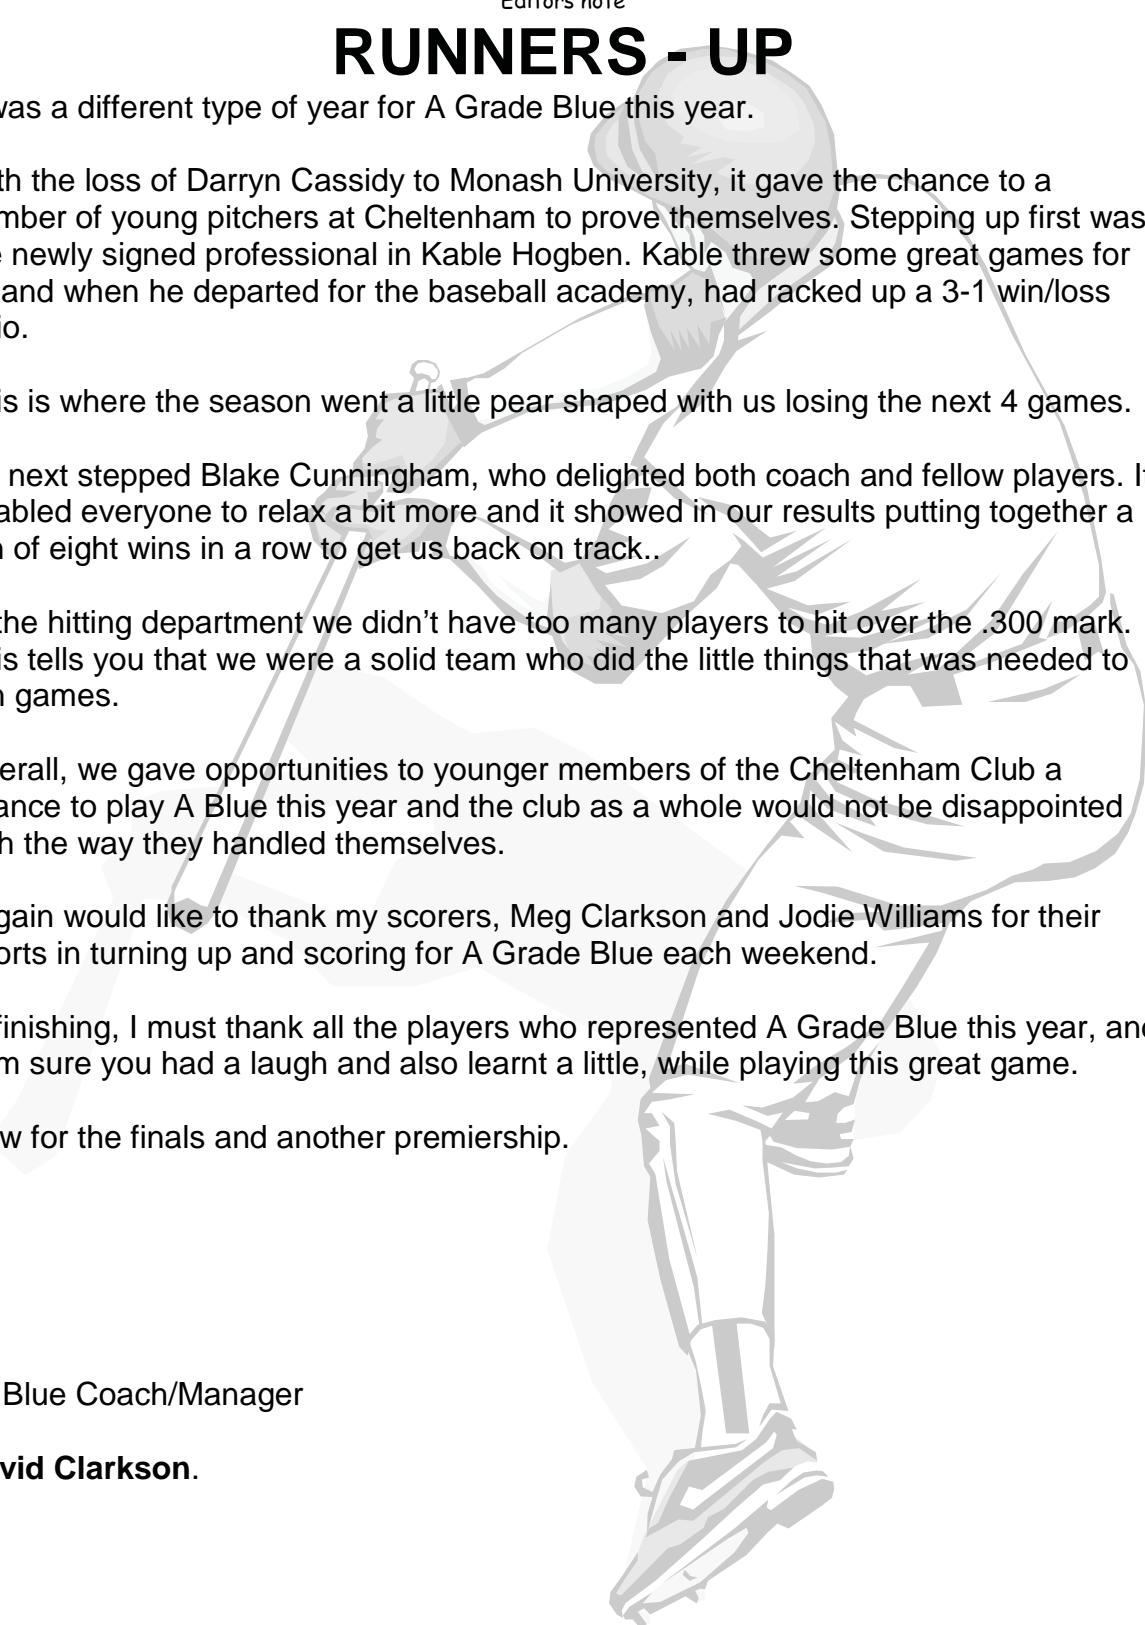 Editors note
RUNNERS - UP
was a different type of year for A Grade Blue this year.
th the loss of Darryn Cassidy to Monash University, it gave the chance to a
mber of young pitchers at Cheltenham to prove themselves. Stepping up first was
e newly signed professional in Kable Hogben. Kable threw some great games for
and when he departed for the baseball academy, had racked up a 3-1 win/loss
io.
is is where the season went a little pear shaped with us losing the next 4 games.
next stepped Blake Cunningham, who delighted both coach and fellow players. It
abled everyone to relax a bit more and it showed in our results putting together a
n of eight wins in a row to get us back on track..
the hitting department we didn’t have too many players to hit over the .300 mark.
is tells you that we were a solid team who did the little things that was needed to
n games.
erall, we gave opportunities to younger members of the Cheltenham Club a
ance to play A Blue this year and the club as a whole would not be disappointed
h the way they handled themselves.
gain would like to thank my scorers, Meg Clarkson and Jodie Williams for their
orts in turning up and scoring for A Grade Blue each weekend.
finishing, I must thank all the players who represented A Grade Blue this year, and
m sure you had a laugh and also learnt a little, while playing this great game.
w for the finals and another premiership.
Blue Coach/Manager
vid Clarkson.